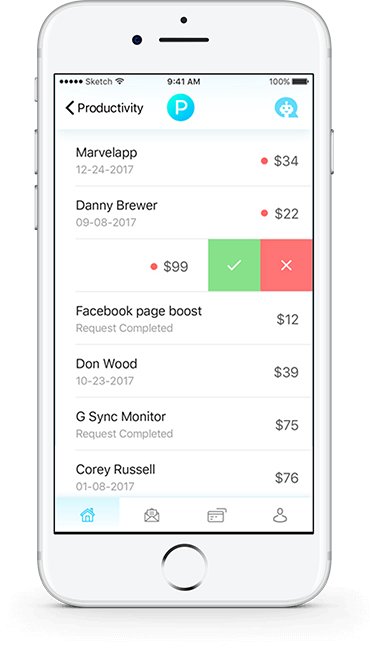 Sketch 9:41 AM 100%
Productivity P
Marvelapp
$34
12-24-2017
Danny Brewer
$22
09-08-2017
$99
Facebook page boost
$12
Request Completed
Don Wood
$39
10-23-2017
G Sync Monitor
$75
Request Completed
Corey Russell
$76
01-08-2017